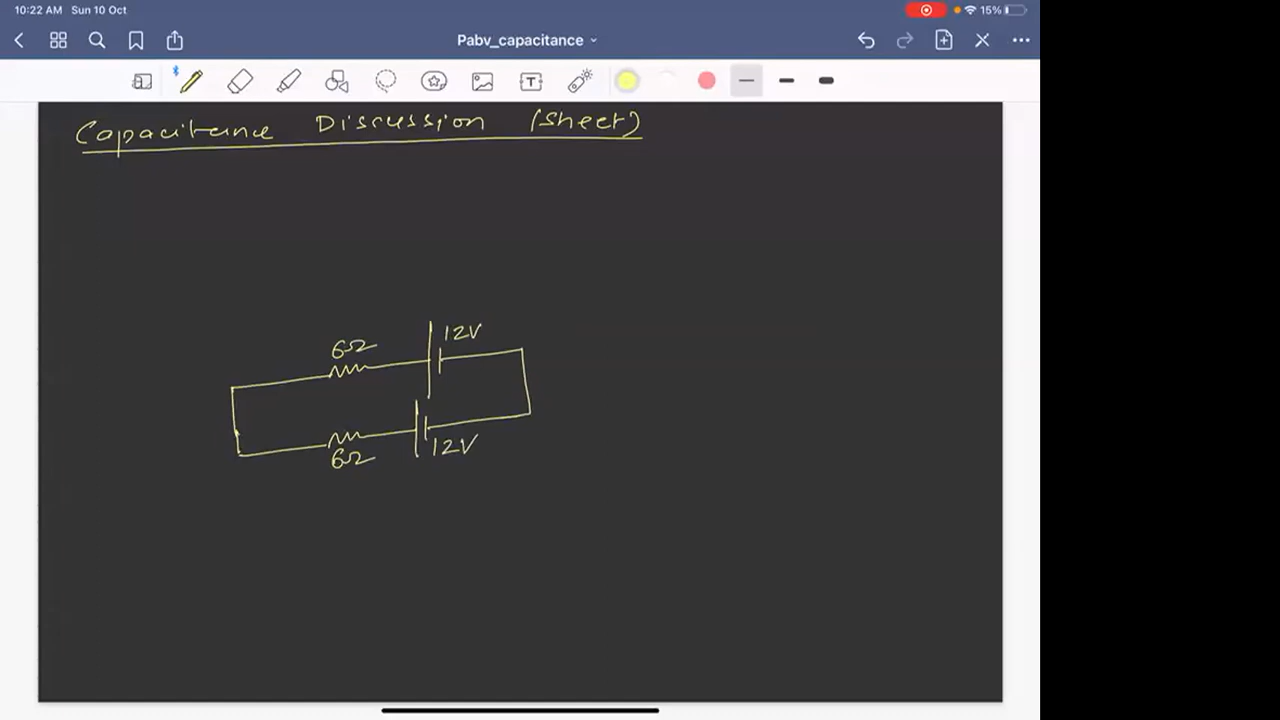 10:22 AM Sun 10 Oct
15%
Pabv_capacitance
T
Capacitance Discussion (sheet)
6Ω
12V
6Ω
12V